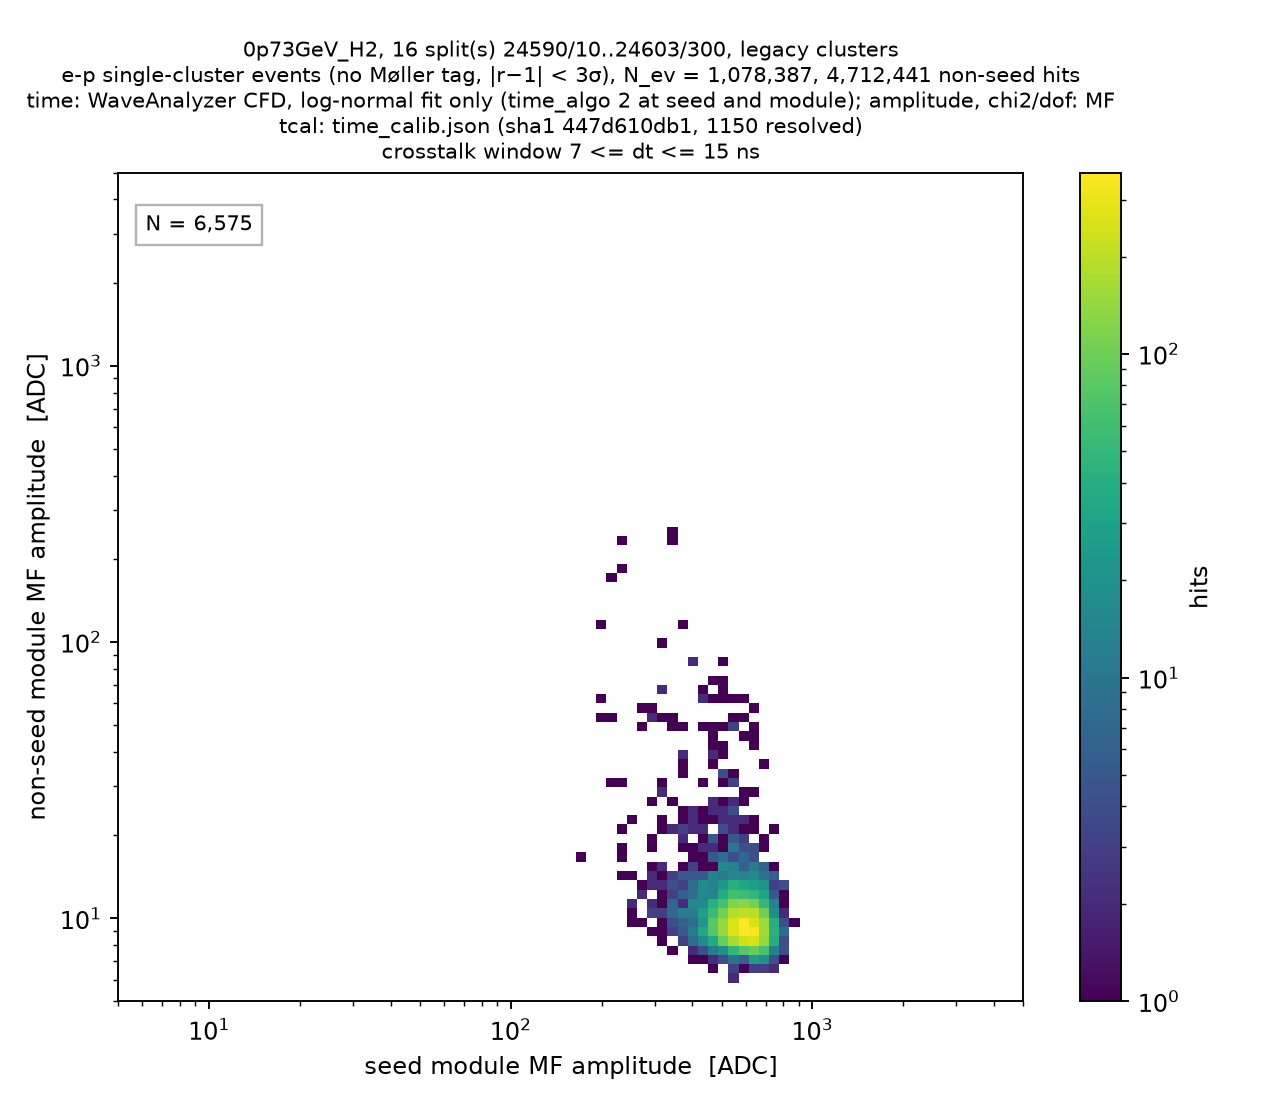 0p73GeV_H2, 16 split(s) 24590/10..24603/300, legacy clusters
e-p single-cluster events (no Møller tag, |r−1| < 3σ), N_ev = 1,078,387, 4,712,441 non-seed hits
time: WaveAnalyzer CFD, log-normal fit only (time_algo 2 at seed and module); amplitude, chi2/dof: MF
tcal: time_calib.json (sha1 447d610db1, 1150 resolved)
crosstalk window 7 <= dt <= 15 ns
N = 6,575
non-seed module MF amplitude [ADC]
10³
10²
10¹
10¹
10²
10³
seed module MF amplitude [ADC]
10²
10¹
10⁰
hits